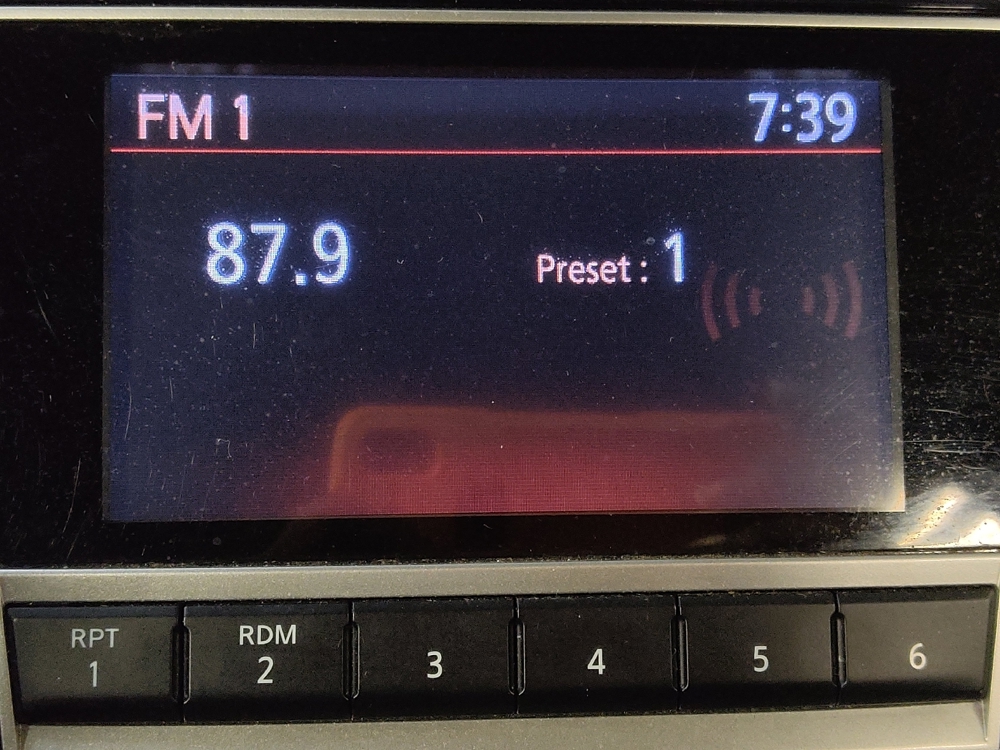 FM 1 7:39
87.9 Preset : 1
RPT RDM
1 2 3 4 5 6